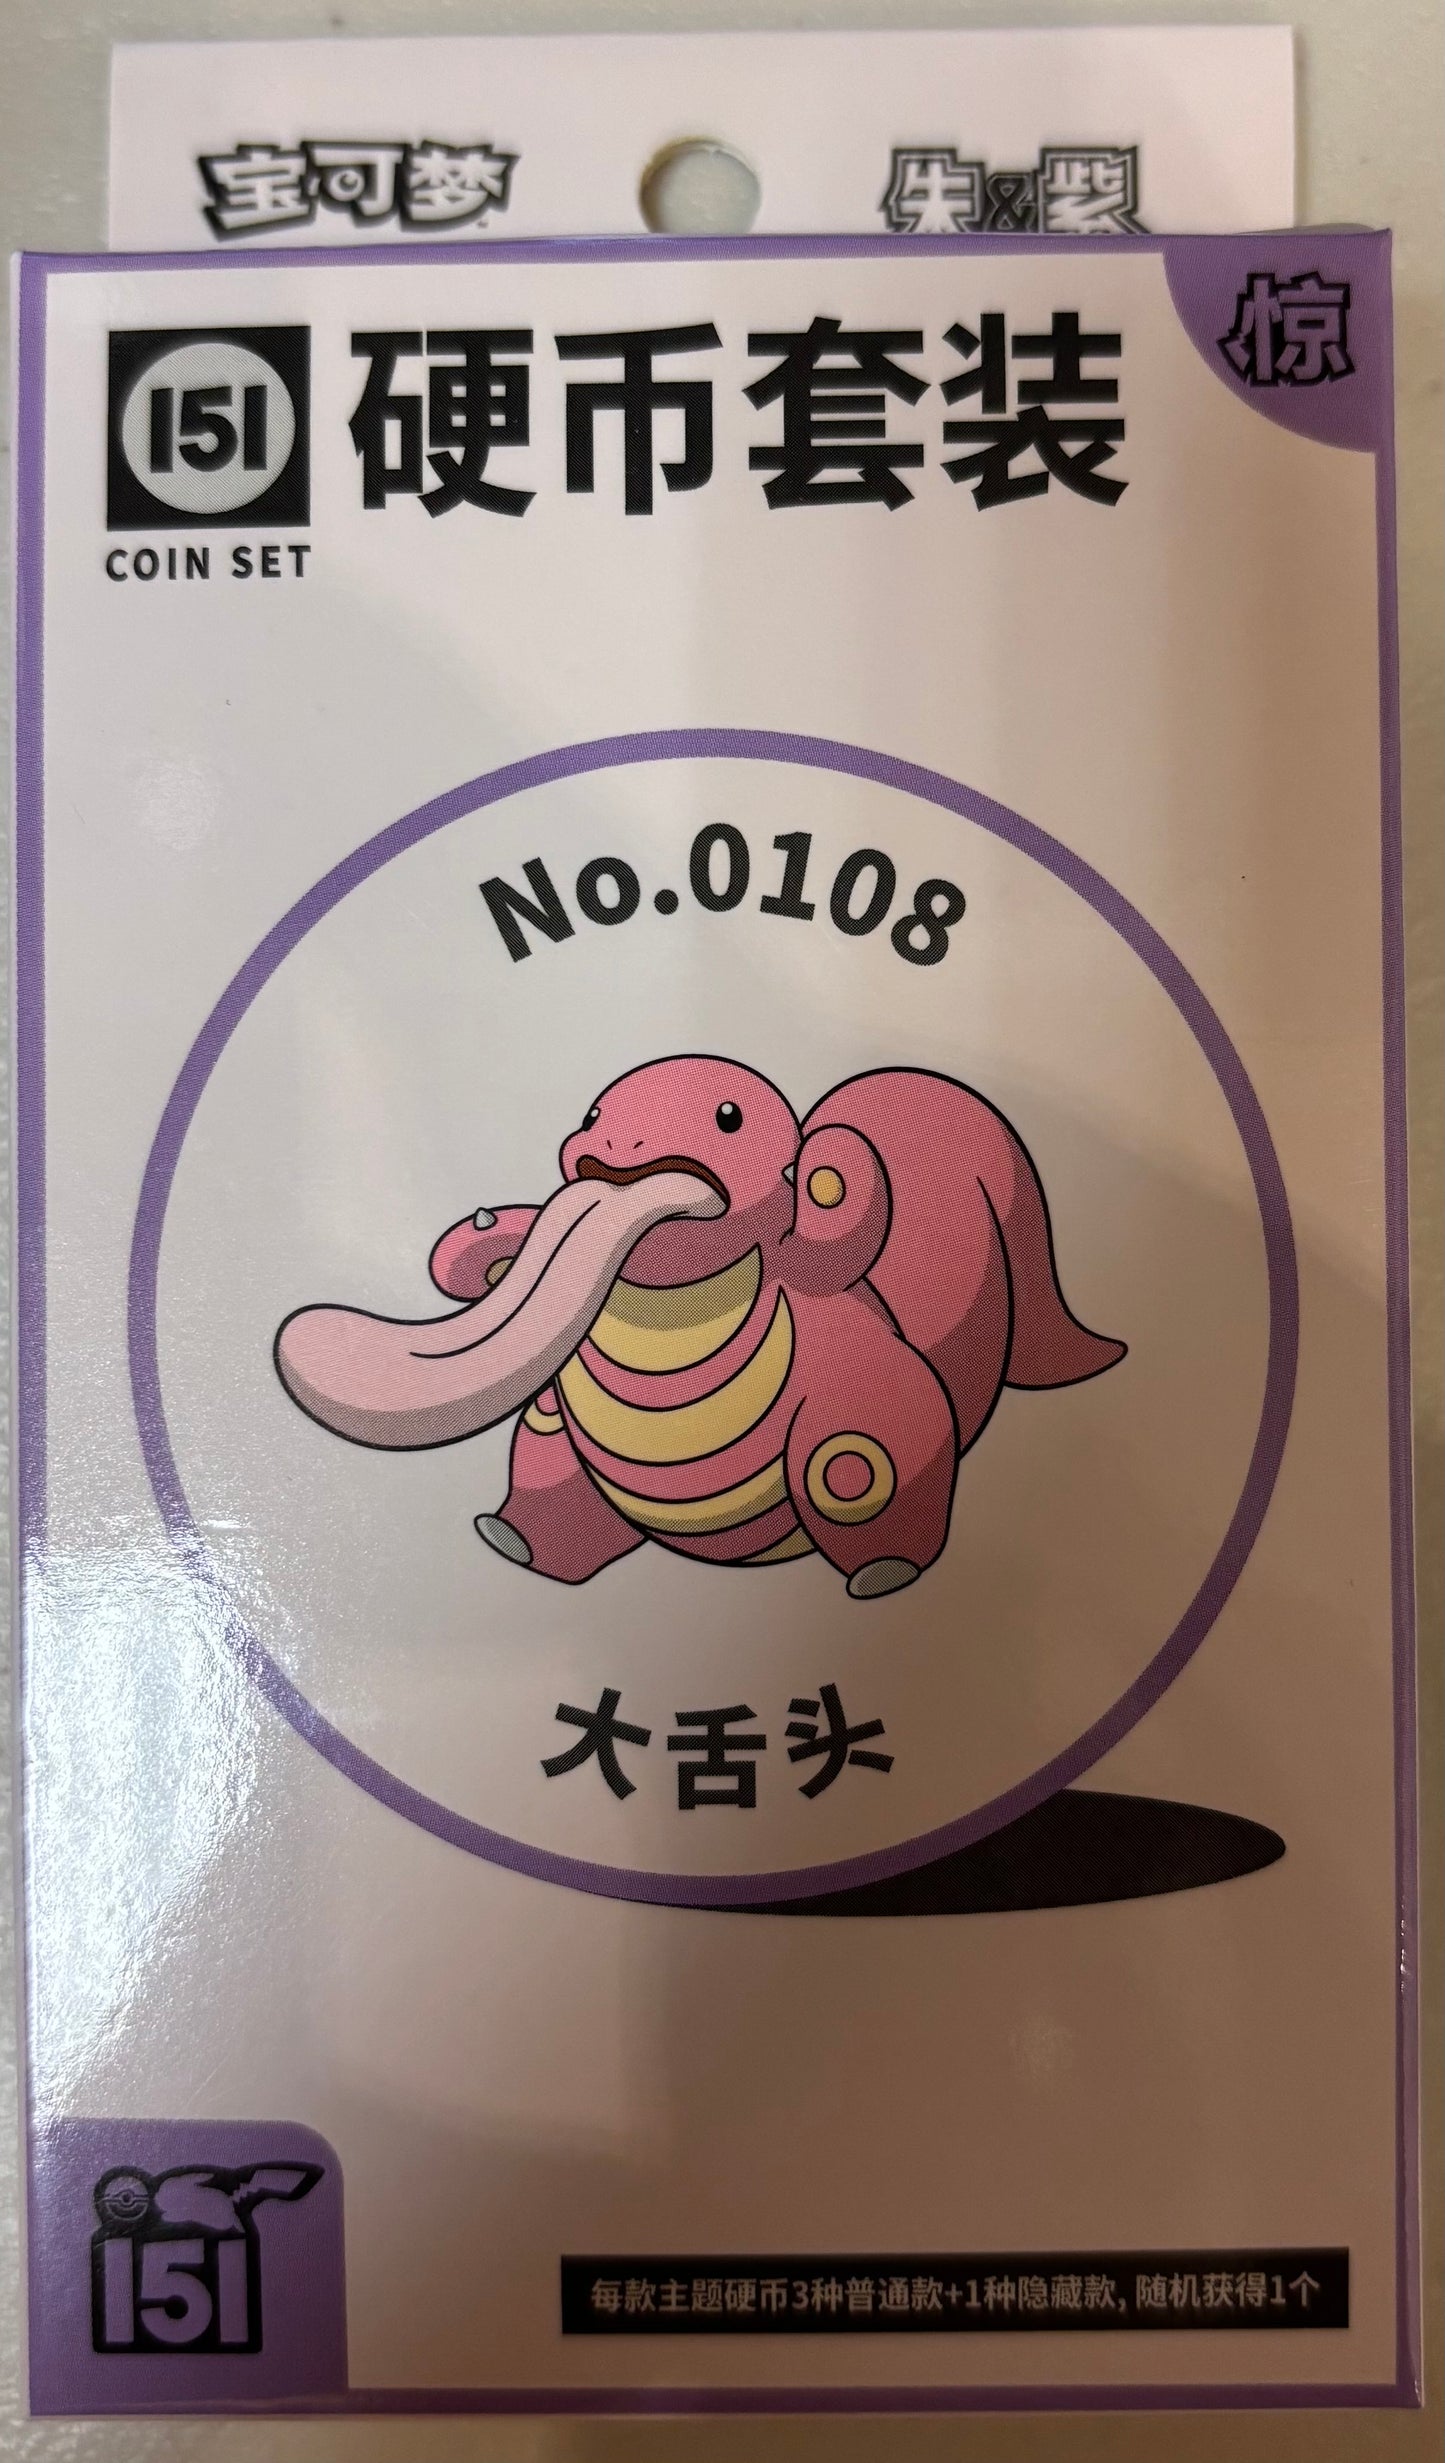 宝可梦
朱&紫
惊
151 硬币套装
COIN SET
No.0108
大舌头
151
每款主题硬币3种普通款+1种隐藏款, 随机获得1个